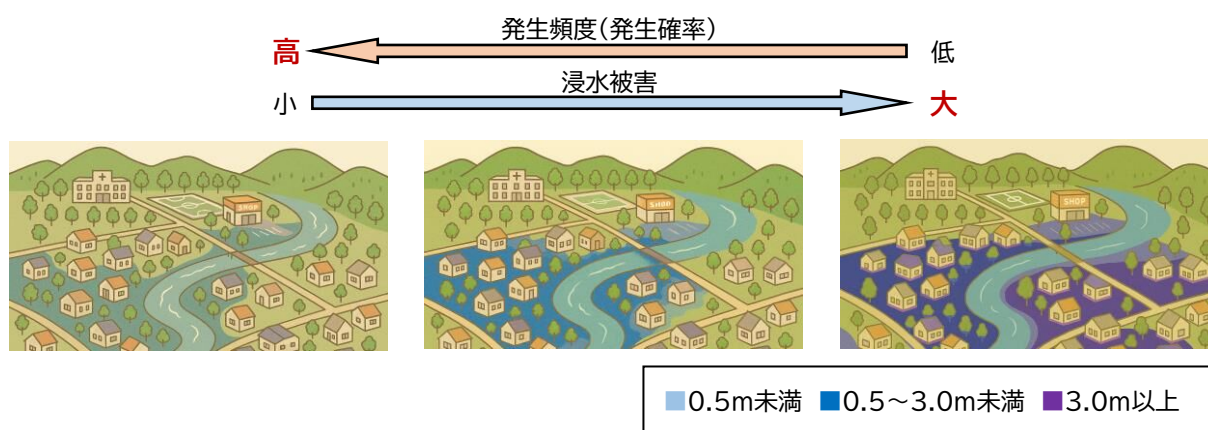 発生頻度(発生確率)
高 低
浸水被害
小 大
SHOP
SHOP
SHOP
■0.5m未満 ■0.5～3.0m未満 ■3.0m以上